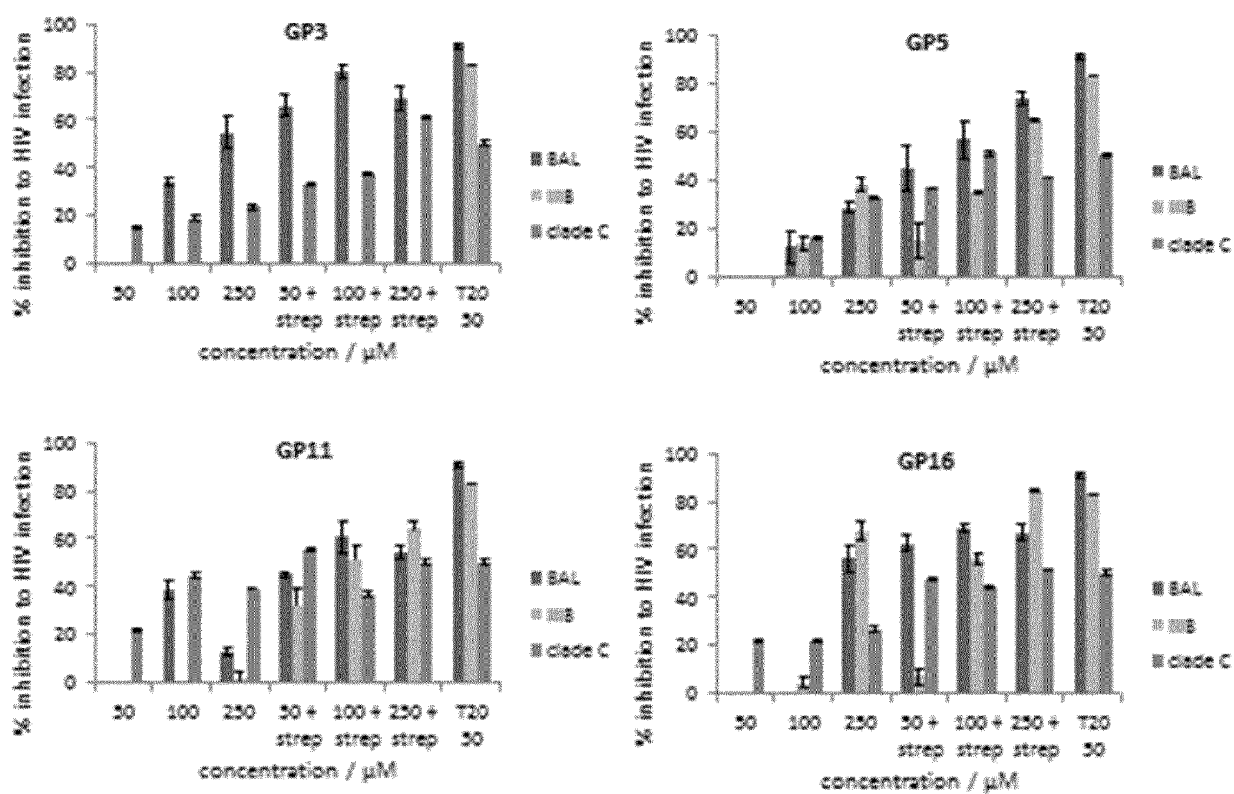 GP3
% inhibition to HIV infection
100
80
60
40
20
0
50 100 250 50 + strep 100 + strep 250 + strep T20 50
concentration / µM
BAL
IIIB
clade C
GP5
% inhibition to HIV infection
100
80
60
40
20
0
50 100 250 50 + strep 100 + strep 250 + strep T20 50
concentration / µM
BAL
IIIB
clade C
GP11
% inhibition to HIV infection
100
80
60
40
20
0
50 100 250 50 + strep 100 + strep 250 + strep T20 50
concentration / µM
BAL
IIIB
clade C
GP16
% inhibition to HIV infection
100
80
60
40
20
0
50 100 250 50 + strep 100 + strep 250 + strep T20 50
concentration / µM
BAL
IIIB
clade C